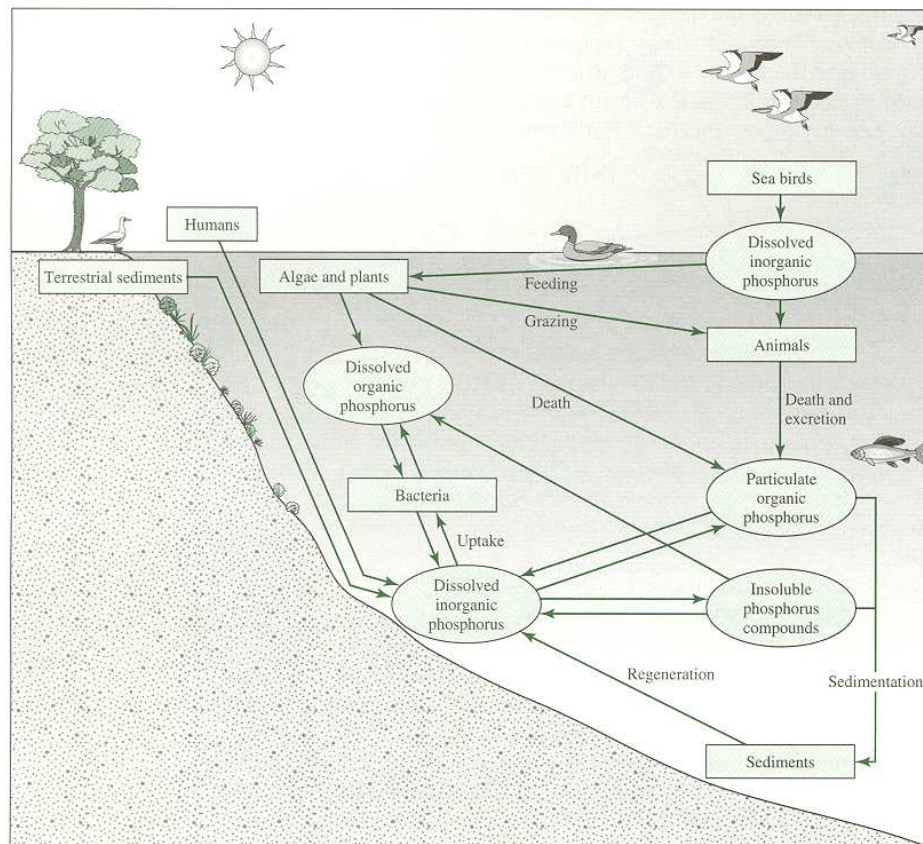 Sea birds
Humans
Dissolved
inorganic
phosphorus
Terrestrial sediments
Algae and plants
Feeding
Grazing
Animals
Dissolved
organic
phosphorus
Death
Death and
excretion
Particulate
organic
phosphorus
Bacteria
Uptake
Dissolved
inorganic
phosphorus
Insoluble
phosphorus
compounds
Regeneration
Sedimentation
Sediments